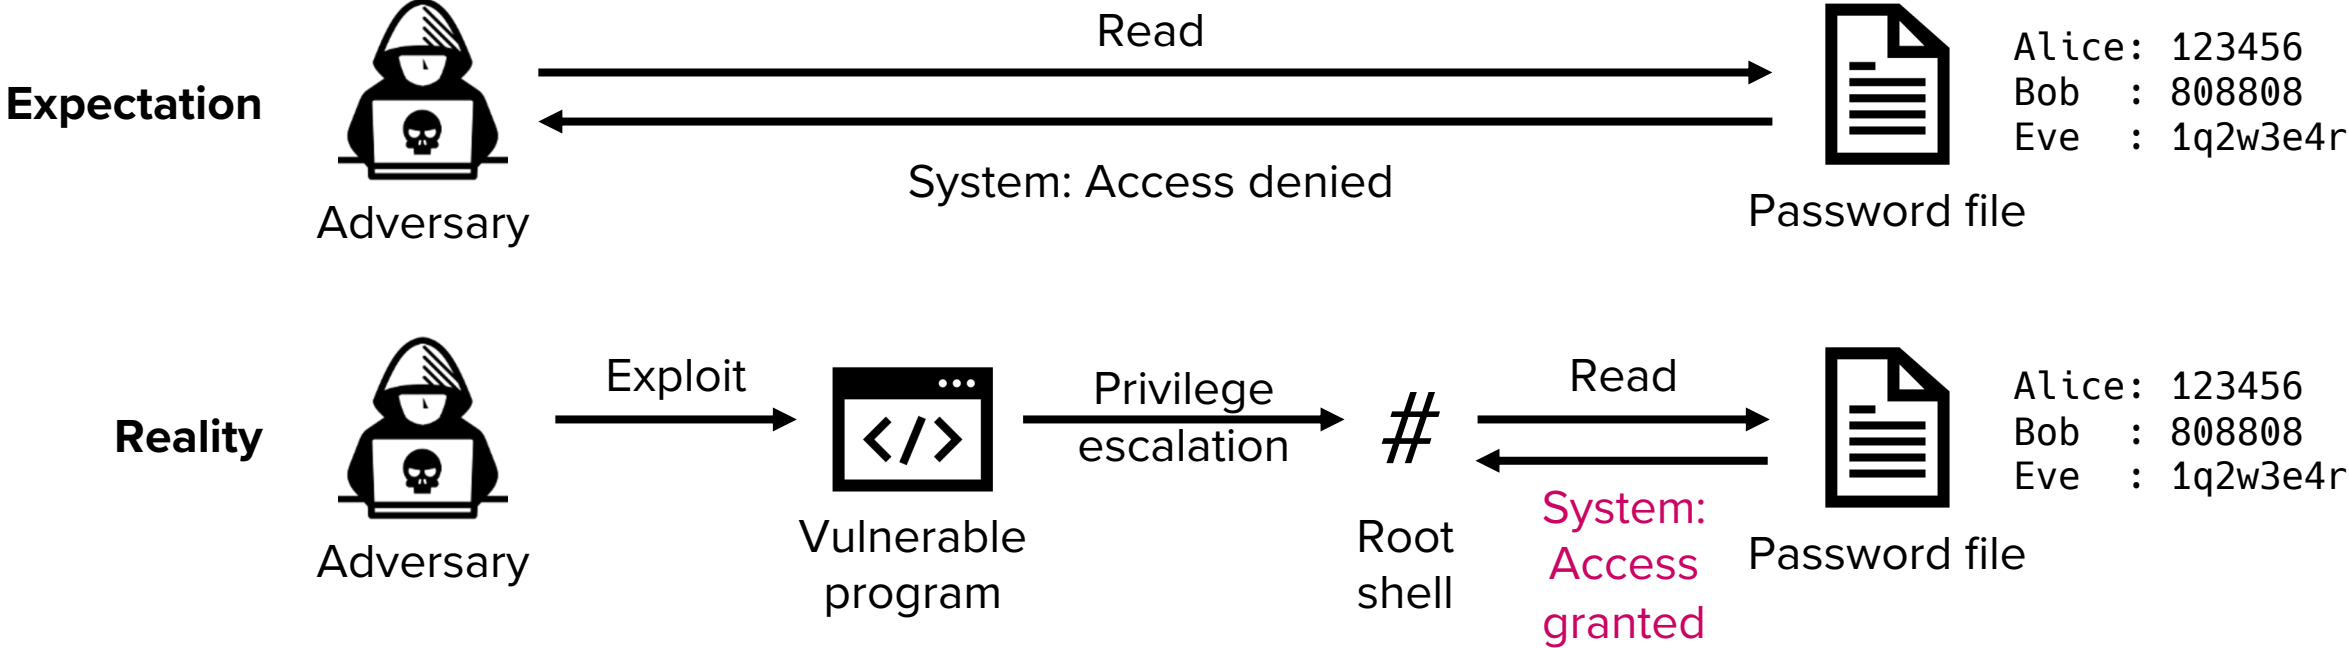 Read
Expectation
Alice: 123456
Bob  : 808808
Eve  : 1q2w3e4r
System: Access denied
Adversary
Password file
Reality
Exploit
</>
Vulnerable
program
Privilege
escalation
#
Root
shell
Read
System:
Access
granted
Alice: 123456
Bob  : 808808
Eve  : 1q2w3e4r
Adversary
Password file